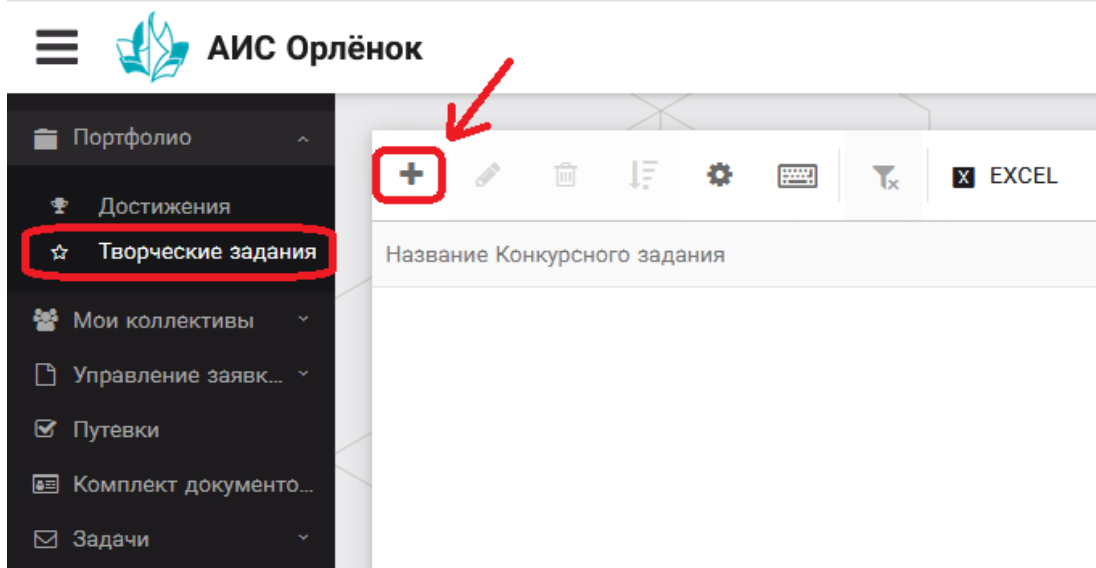 АИС Орлёнок
Портфолио
Достижения
Творческие задания
Мои коллективы
Управление заявк...
Путевки
Комплект документо...
Задачи
X EXCEL
Название Конкурсного задания